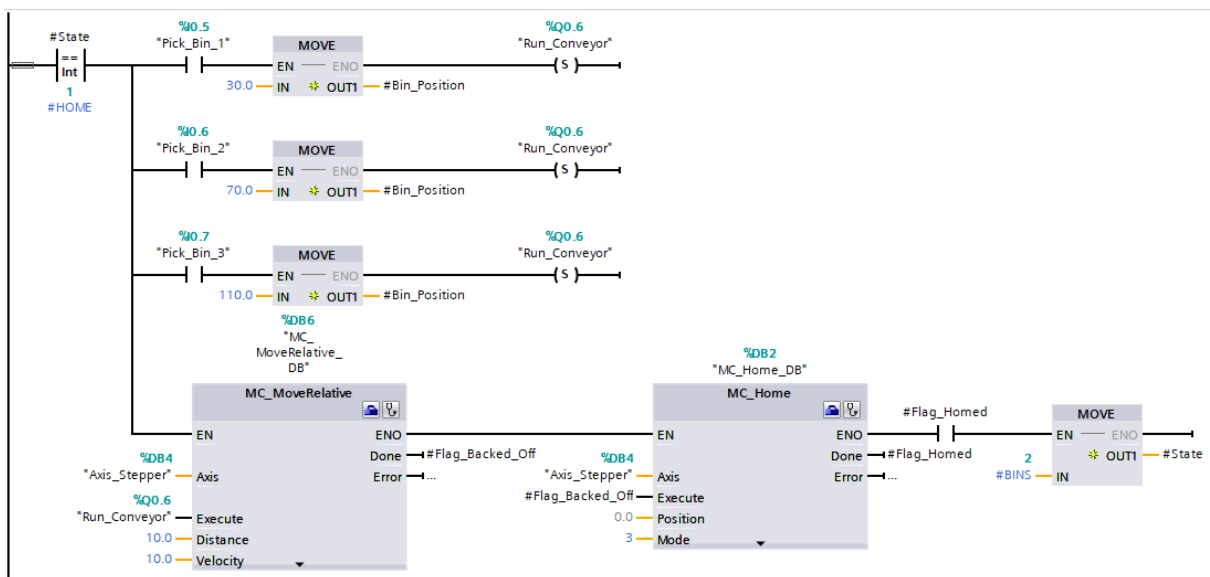 #State
==
Int
1
#HOME
%I0.5
"Pick_Bin_1"
MOVE
EN ENO
30.0 IN OUT1 #Bin_Position
%Q0.6
"Run_Conveyor"
S
%I0.6
"Pick_Bin_2"
MOVE
EN ENO
70.0 IN OUT1 #Bin_Position
%Q0.6
"Run_Conveyor"
S
%I0.7
"Pick_Bin_3"
MOVE
EN ENO
110.0 IN OUT1 #Bin_Position
%Q0.6
"Run_Conveyor"
S
%DB6
"MC_
MoveRelative_
DB"
MC_MoveRelative
EN ENO
Done #Flag_Backed_Off
%DB4
"Axis_Stepper" Axis Error ...
%Q0.6
"Run_Conveyor" Execute
10.0 Distance
10.0 Velocity
%DB2
"MC_Home_DB"
MC_Home
EN ENO
Done #Flag_Homed
%DB4
"Axis_Stepper" Axis Error ...
#Flag_Backed_Off Execute
0.0 Position
3 Mode
#Flag_Homed
MOVE
EN ENO
OUT1 #State
2
#BINS IN